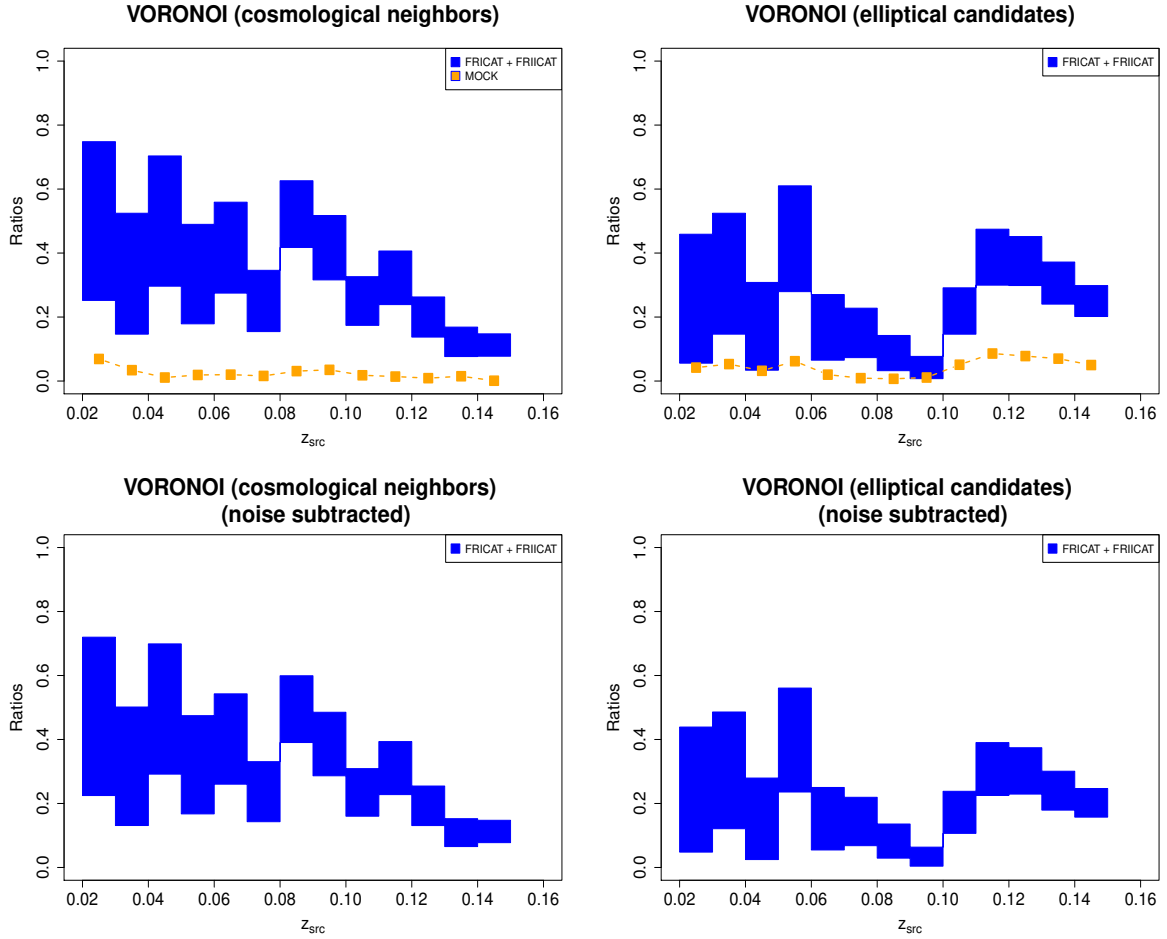 VORONOI (cosmological neighbors)
1.0
0.8
0.6
0.4
0.2
0.0
Ratios
FRICAT + FRIICAT
MOCK
0.02 0.04 0.06 0.08 0.10 0.12 0.14 0.16
z_src
VORONOI (elliptical candidates)
1.0
0.8
0.6
0.4
0.2
0.0
Ratios
FRICAT + FRIICAT
0.02 0.04 0.06 0.08 0.10 0.12 0.14 0.16
z_src
VORONOI (cosmological neighbors)
(noise subtracted)
1.0
0.8
0.6
0.4
0.2
0.0
Ratios
FRICAT + FRIICAT
0.02 0.04 0.06 0.08 0.10 0.12 0.14 0.16
z_src
VORONOI (elliptical candidates)
(noise subtracted)
1.0
0.8
0.6
0.4
0.2
0.0
Ratios
FRICAT + FRIICAT
0.02 0.04 0.06 0.08 0.10 0.12 0.14 0.16
z_src